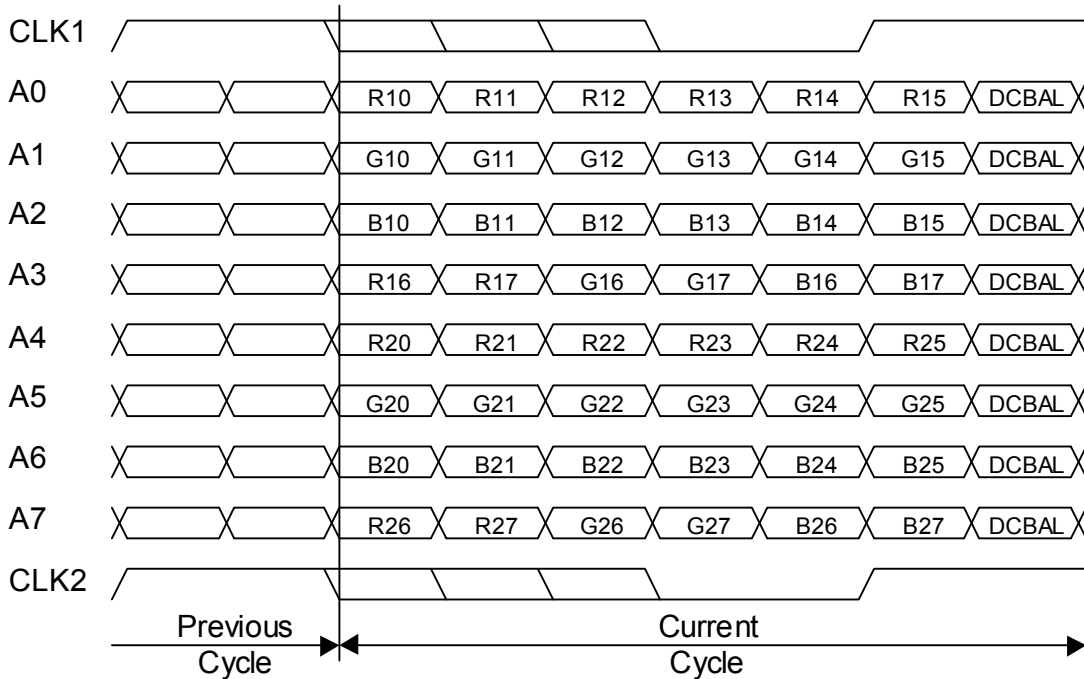 CLK1
A0 R10 R11 R12 R13 R14 R15 DCBAL
A1 G10 G11 G12 G13 G14 G15 DCBAL
A2 B10 B11 B12 B13 B14 B15 DCBAL
A3 R16 R17 G16 G17 B16 B17 DCBAL
A4 R20 R21 R22 R23 R24 R25 DCBAL
A5 G20 G21 G22 G23 G24 G25 DCBAL
A6 B20 B21 B22 B23 B24 B25 DCBAL
A7 R26 R27 G26 G27 B26 B27 DCBAL
CLK2
Previous Current
Cycle Cycle